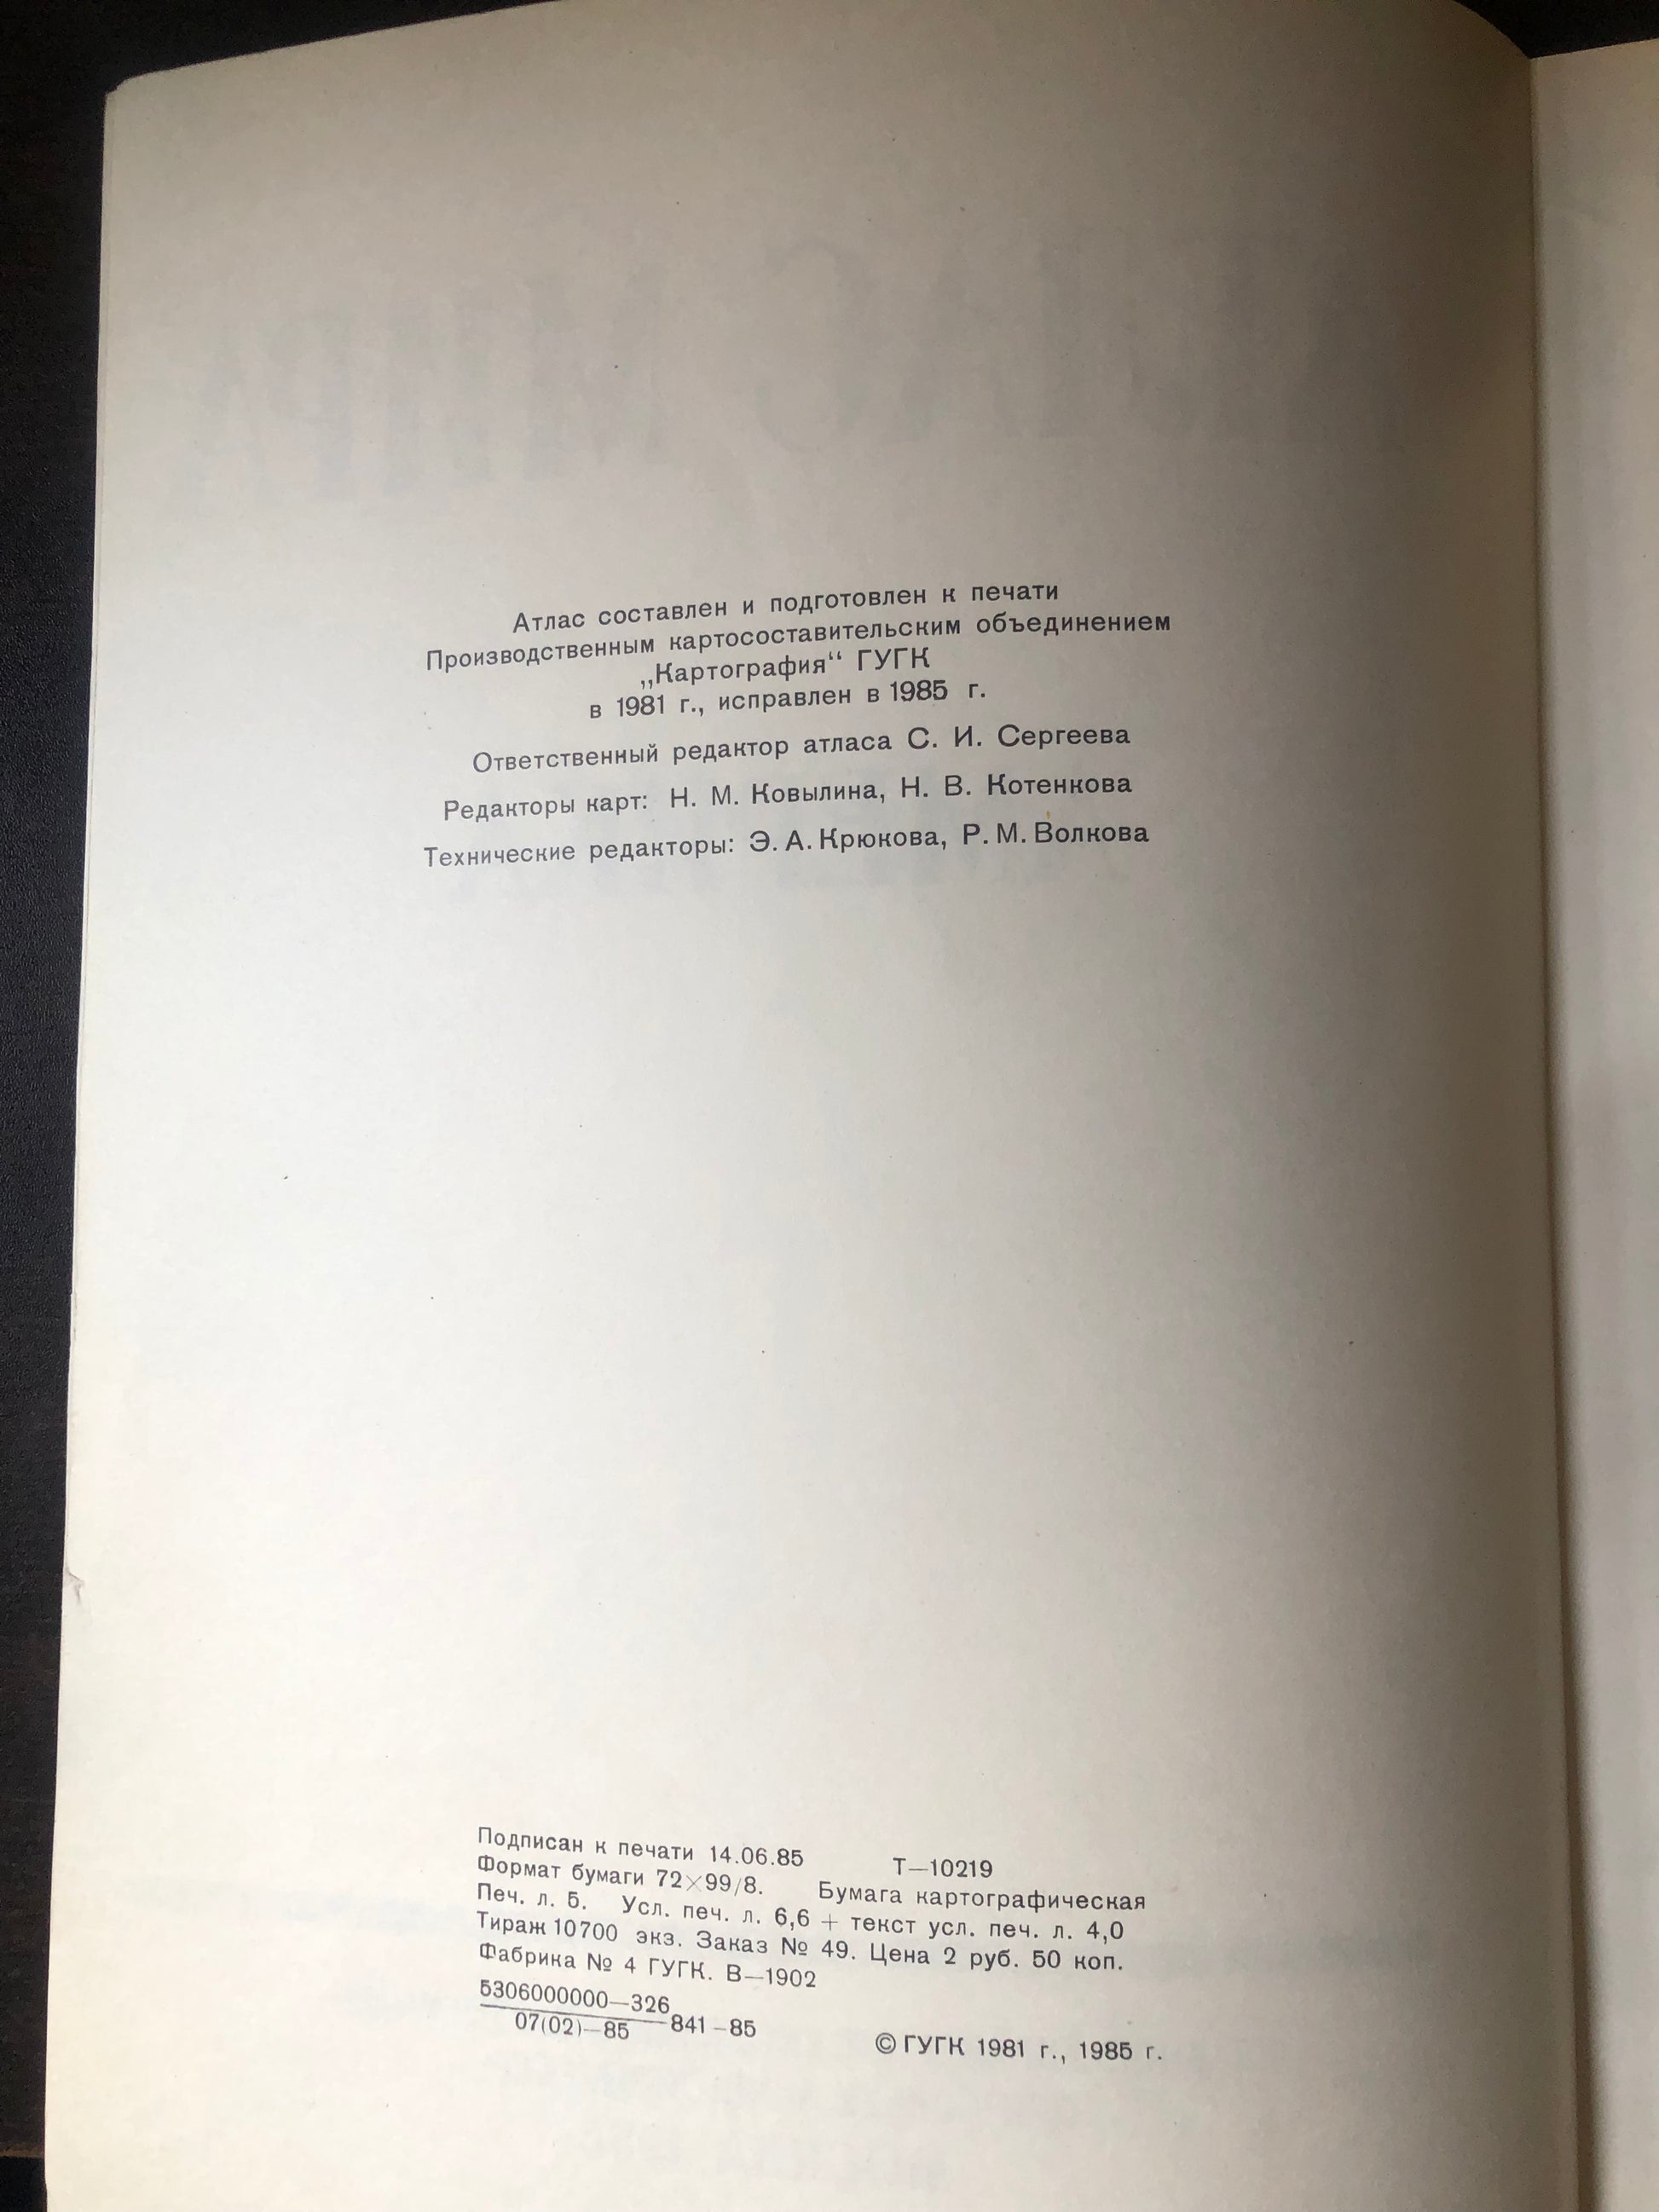 Атлас составлен и подготовлен к печати
Производственным картосоставительским объединением
„Картография“ ГУГК
в 1981 г., исправлен в 1985 г.
Ответственный редактор атласа С. И. Сергеева
Редакторы карт: Н. М. Ковылина, Н. В. Котенкова
Технические редакторы: Э. А. Крюкова, Р. М. Волкова
Подписан к печати 14.06.85 Т—10219
Формат бумаги 72×99/8. Бумага картографическая
Печ. л. 5. Усл. печ. л. 6,6 + текст усл. печ. л. 4,0
Тираж 10700 экз. Заказ № 49. Цена 2 руб. 50 коп.
Фабрика № 4 ГУГК. В—1902
5306000000—326
07(02)—85 841–85
© ГУГК 1981 г., 1985 г.